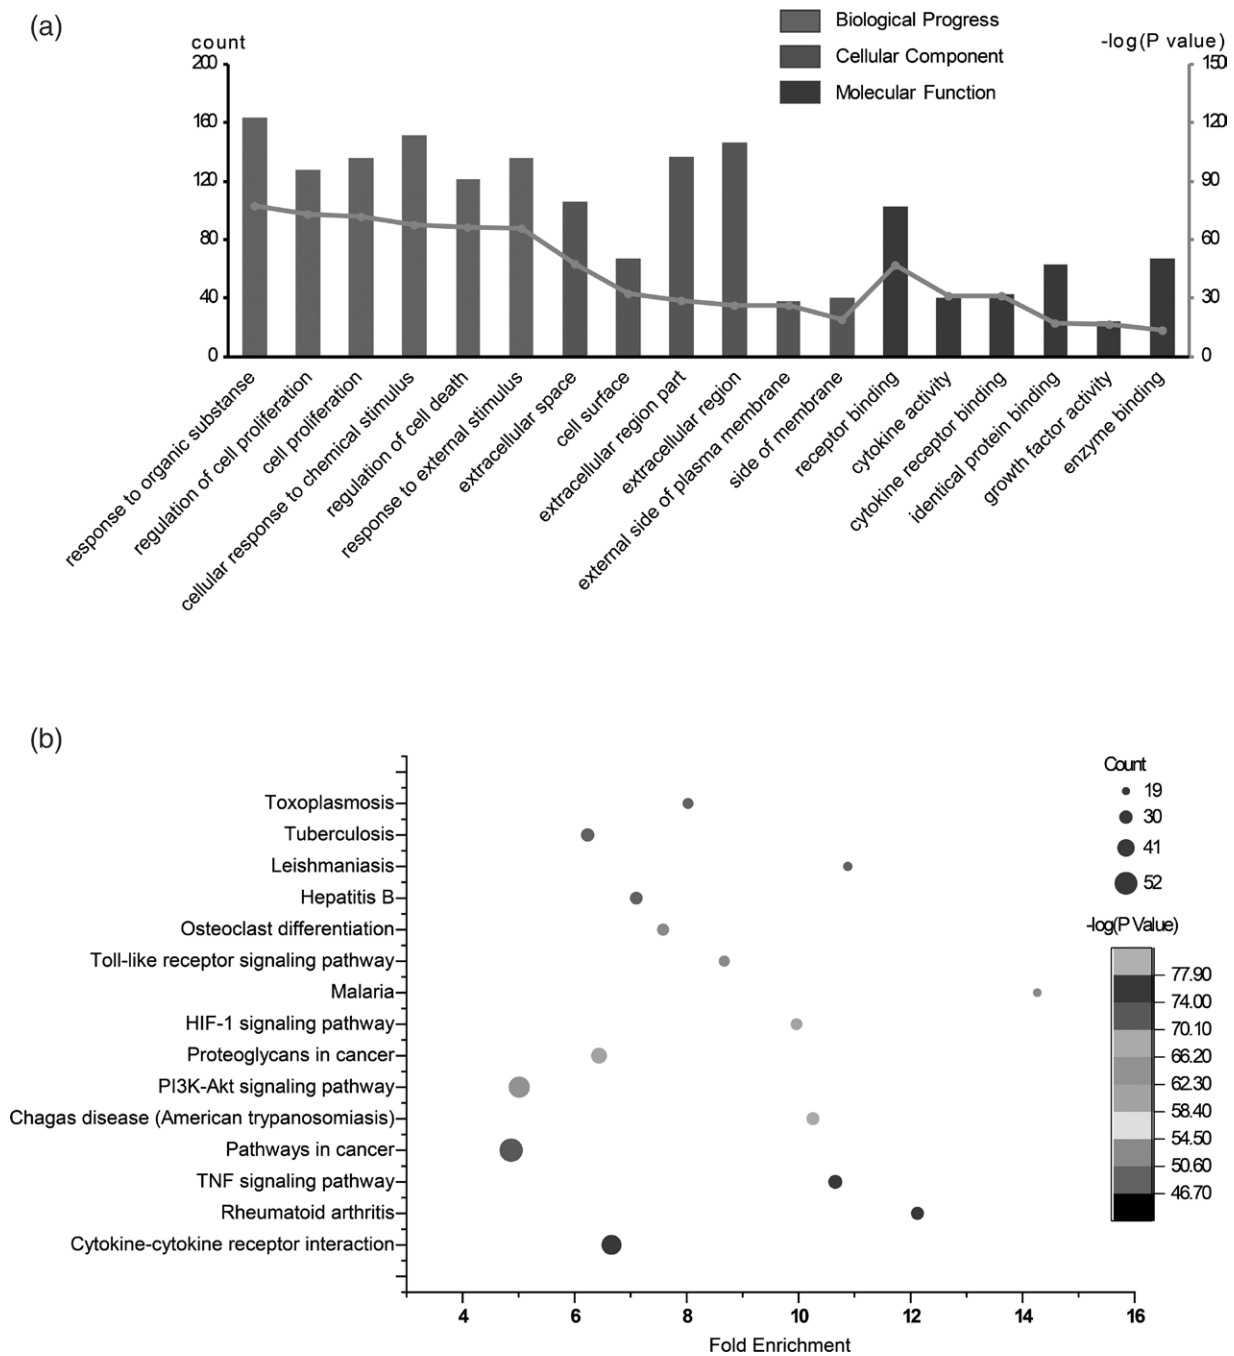 (a)
count
-log(P value)
Biological Progress
Cellular Component
Molecular Function
200
160
120
80
40
0
150
120
90
60
30
0
response to organic substanse
regulation of cell proliferation
cell proliferation
cellular response to chemical stimulus
regulation of cell death
response to external stimulus
extracellular space
cell surface
extracellular region part
extracellular region
external side of plasma membrane
side of membrane
receptor binding
cytokine activity
cytokine receptor binding
identical protein binding
growth factor activity
enzyme binding
(b)
Toxoplasmosis
Tuberculosis
Leishmaniasis
Hepatitis B
Osteoclast differentiation
Toll-like receptor signaling pathway
Malaria
HIF-1 signaling pathway
Proteoglycans in cancer
PI3K-Akt signaling pathway
Chagas disease (American trypanosomiasis)
Pathways in cancer
TNF signaling pathway
Rheumatoid arthritis
Cytokine-cytokine receptor interaction
4 6 8 10 12 14 16
Fold Enrichment
Count
19
30
41
52
-log(P Value)
77.90
74.00
70.10
66.20
62.30
58.40
54.50
50.60
46.70